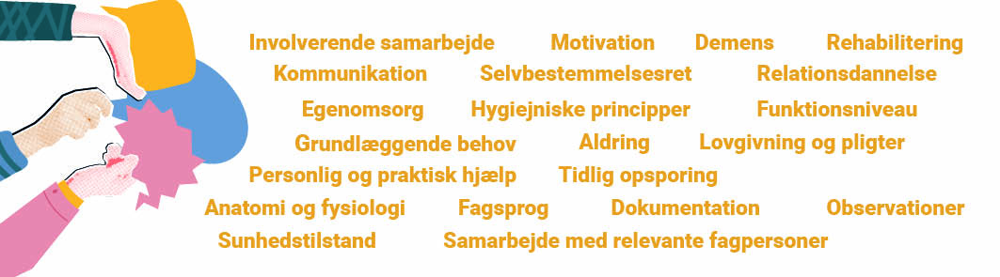 Involverende samarbejde Motivation Demens Rehabilitering
Kommunikation Selvbestemmelsesret Relationsdannelse
Egenomsorg Hygiejniske principper Funktionsniveau
Grundlæggende behov Aldring Lovgivning og pligter
Personlig og praktisk hjælp Tidlig opsporing
Anatomi og fysiologi Fagsprog Dokumentation Observationer
Sunhedstilstand Samarbejde med relevante fagpersoner